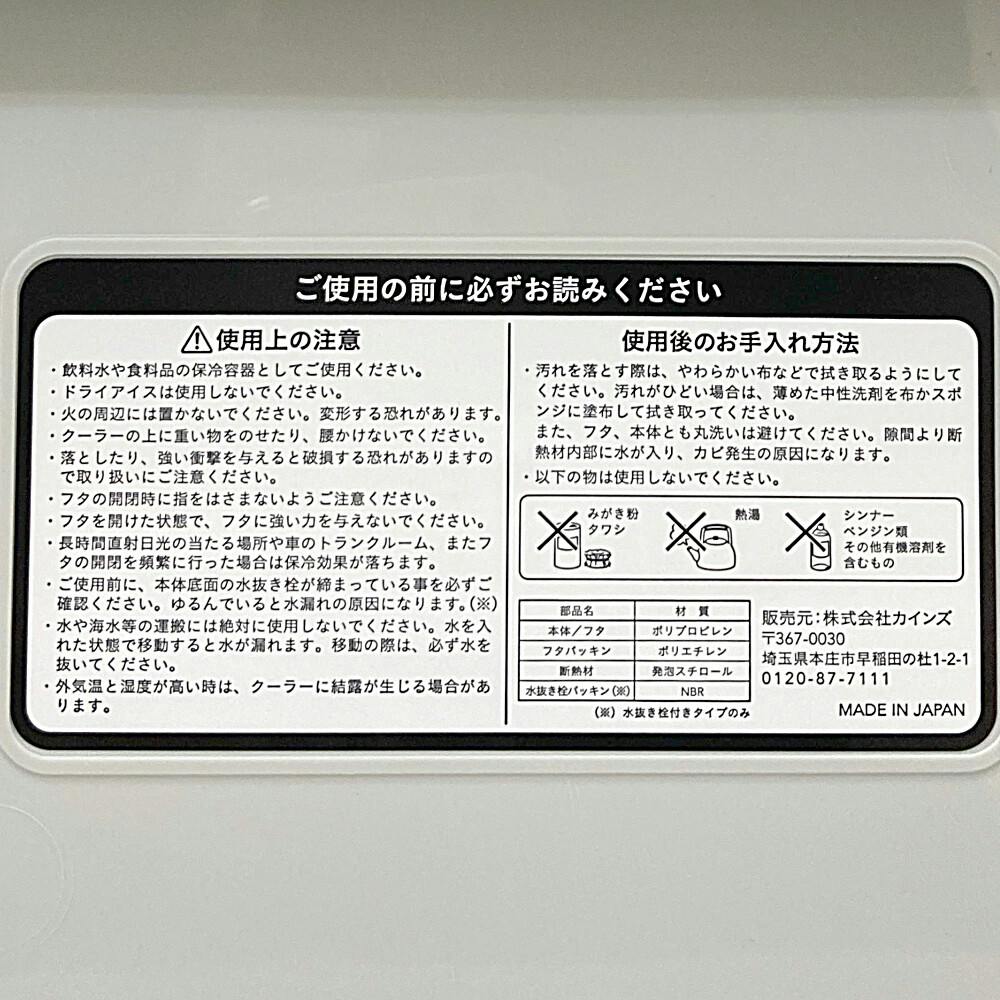 ご使用の前に必ずお読みください
使用上の注意
・飲料水や食料品の保冷容器としてご使用ください。
・ドライアイスは使用しないでください。
・火の周辺には置かないでください。変形する恐れがあります。
・クーラーの上に重い物をのせたり、腰かけないでください。
・落としたり、強い衝撃を与えると破損する恐れがありますの
で取り扱いにご注意ください。
・フタの開閉時に指をはさまないようご注意ください。
・フタを開けた状態で、フタに強い力を与えないでください。
・長時間直射日光の当たる場所や車のトランクルーム、またフ
タの開閉を頻繁に行った場合は保冷効果が落ちます。
・ご使用前に、本体底面の水抜き栓が締まっている事を必ずご
確認ください。ゆるんでいると水漏れの原因になります。(※)
・水や海水等の運搬には絶対に使用しないでください。水を入
れた状態で移動すると水が漏れます。移動の際は、必ず水を
抜いてください。
・外気温と湿度が高い時は、クーラーに結露が生じる場合があ
ります。
使用後のお手入れ方法
・汚れを落とす際は、やわらかい布などで拭き取るようにして
ください。汚れがひどい場合は、薄めた中性洗剤を布かスポ
ンジに塗布して拭き取ってください。
また、フタ、本体とも丸洗いは避けてください。隙間より断
熱材内部に水が入り、カビ発生の原因になります。
・以下の物は使用しないでください。
みがき粉
タワシ
熱湯
シンナー
ベンジン類
その他有機溶剤を
含むもの
部品名 材質
本体/フタ ポリプロピレン
フタパッキン ポリエチレン
断熱材 発泡スチロール
水抜き栓パッキン(※) NBR
(※) 水抜き栓付きタイプのみ
販売元:株式会社カインズ
〒367-0030
埼玉県本庄市早稲田の杜1-2-1
0120-87-7111
MADE IN JAPAN